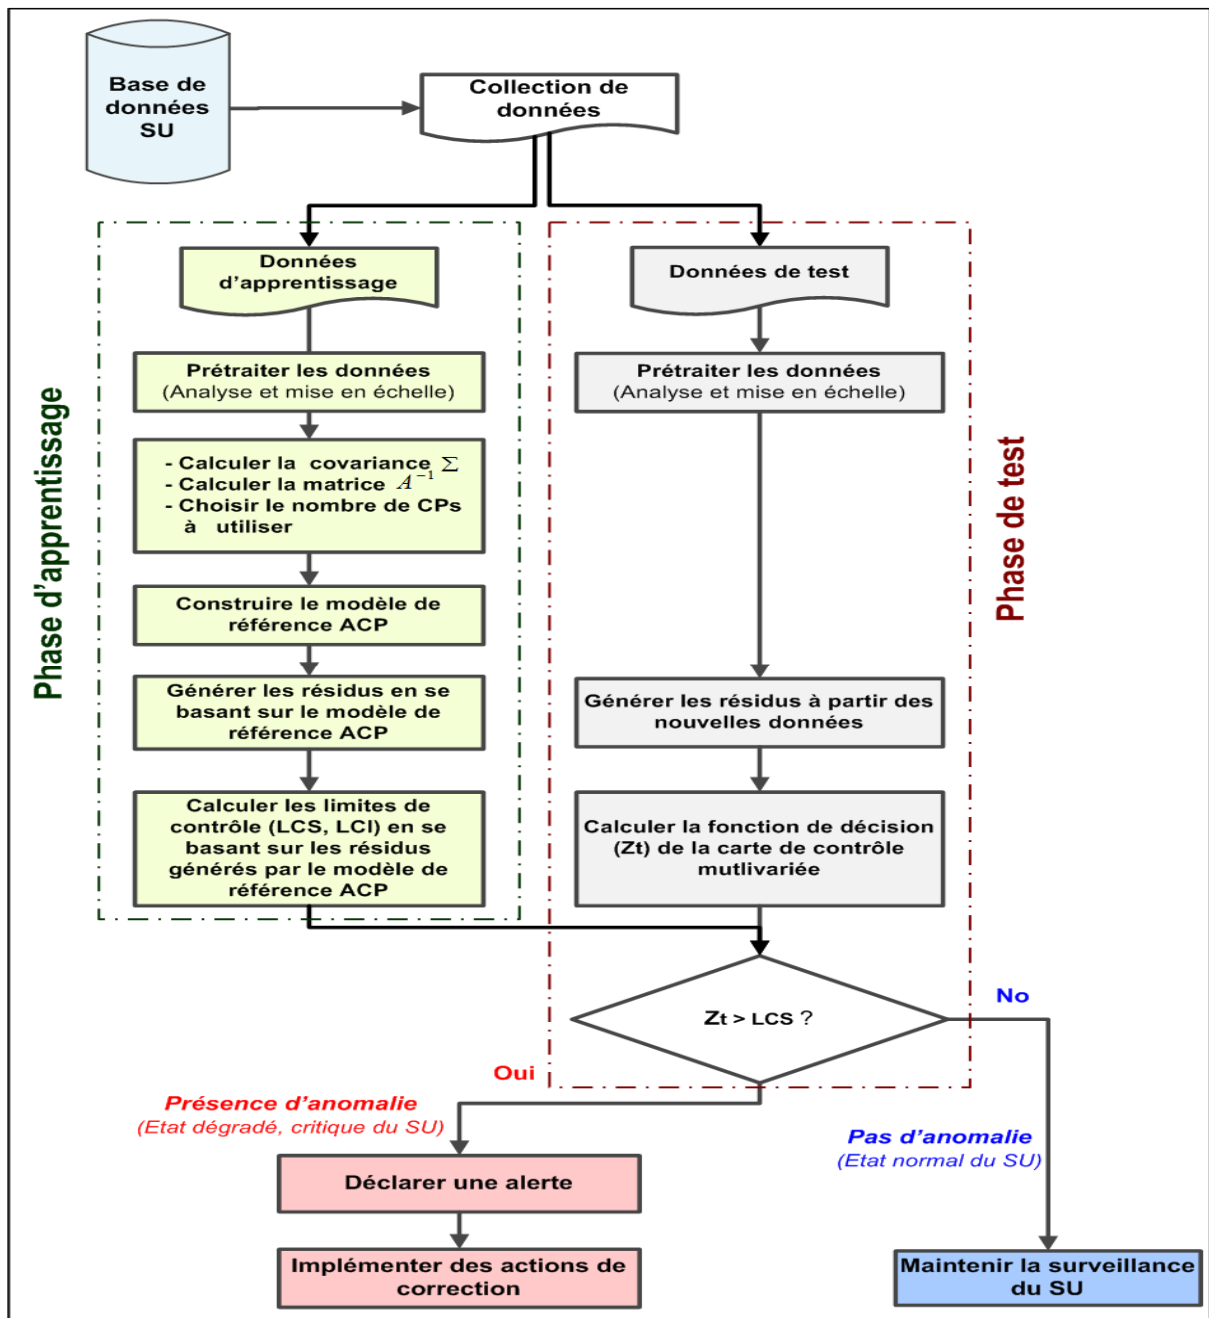 Base de
données
SU
Collection de
données
Données
d'apprentissage
Données de test
Prétraiter les données
(Analyse et mise en échelle)
Prétraiter les données
(Analyse et mise en échelle)
- Calculer la covariance Σ
- Calculer la matrice A⁻¹
- Choisir le nombre de CPs
à utiliser
Construire le modèle de
référence ACP
Générer les résidus en se
basant sur le modèle de
référence ACP
Générer les résidus à partir des
nouvelles données
Calculer les limites de
contrôle (LCS, LCI) en se
basant sur les résidus
générés par le modèle de
référence ACP
Calculer la fonction de décision
(Zt) de la carte de contrôle
mutlivariée
Phase d'apprentissage
Phase de test
Zt > LCS ?
No
Oui
Présence d'anomalie
(Etat dégradé, critique du SU)
Pas d'anomalie
(Etat normal du SU)
Déclarer une alerte
Implémenter des actions de
correction
Maintenir la surveillance
du SU